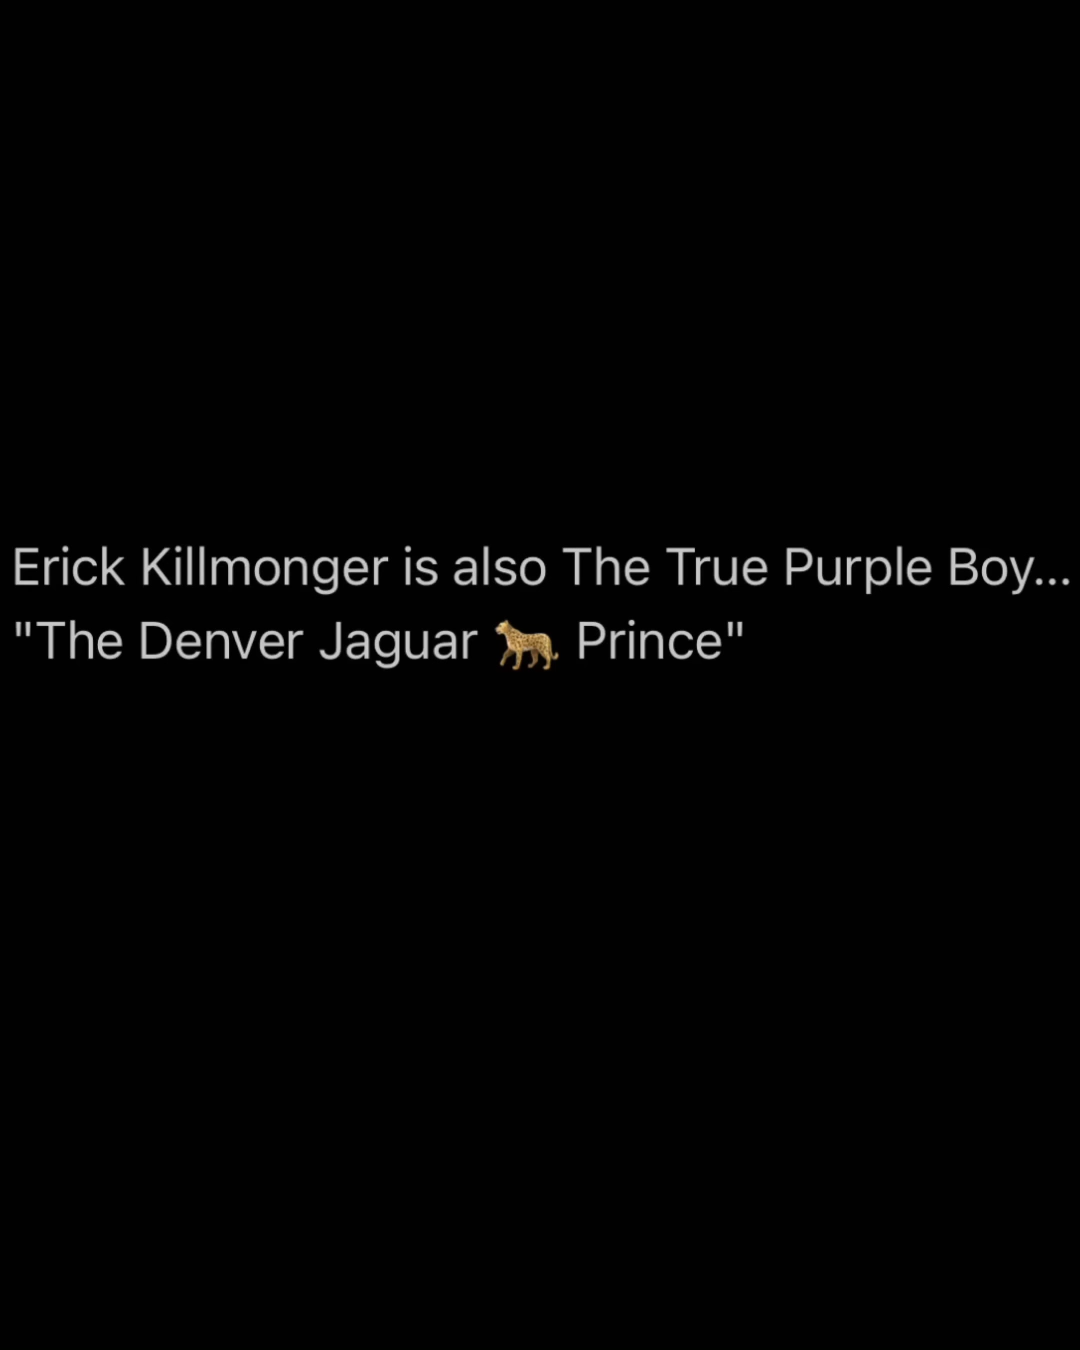 Erick Killmonger is also The True Purple Boy...
"The Denver Jaguar 🐆 Prince"